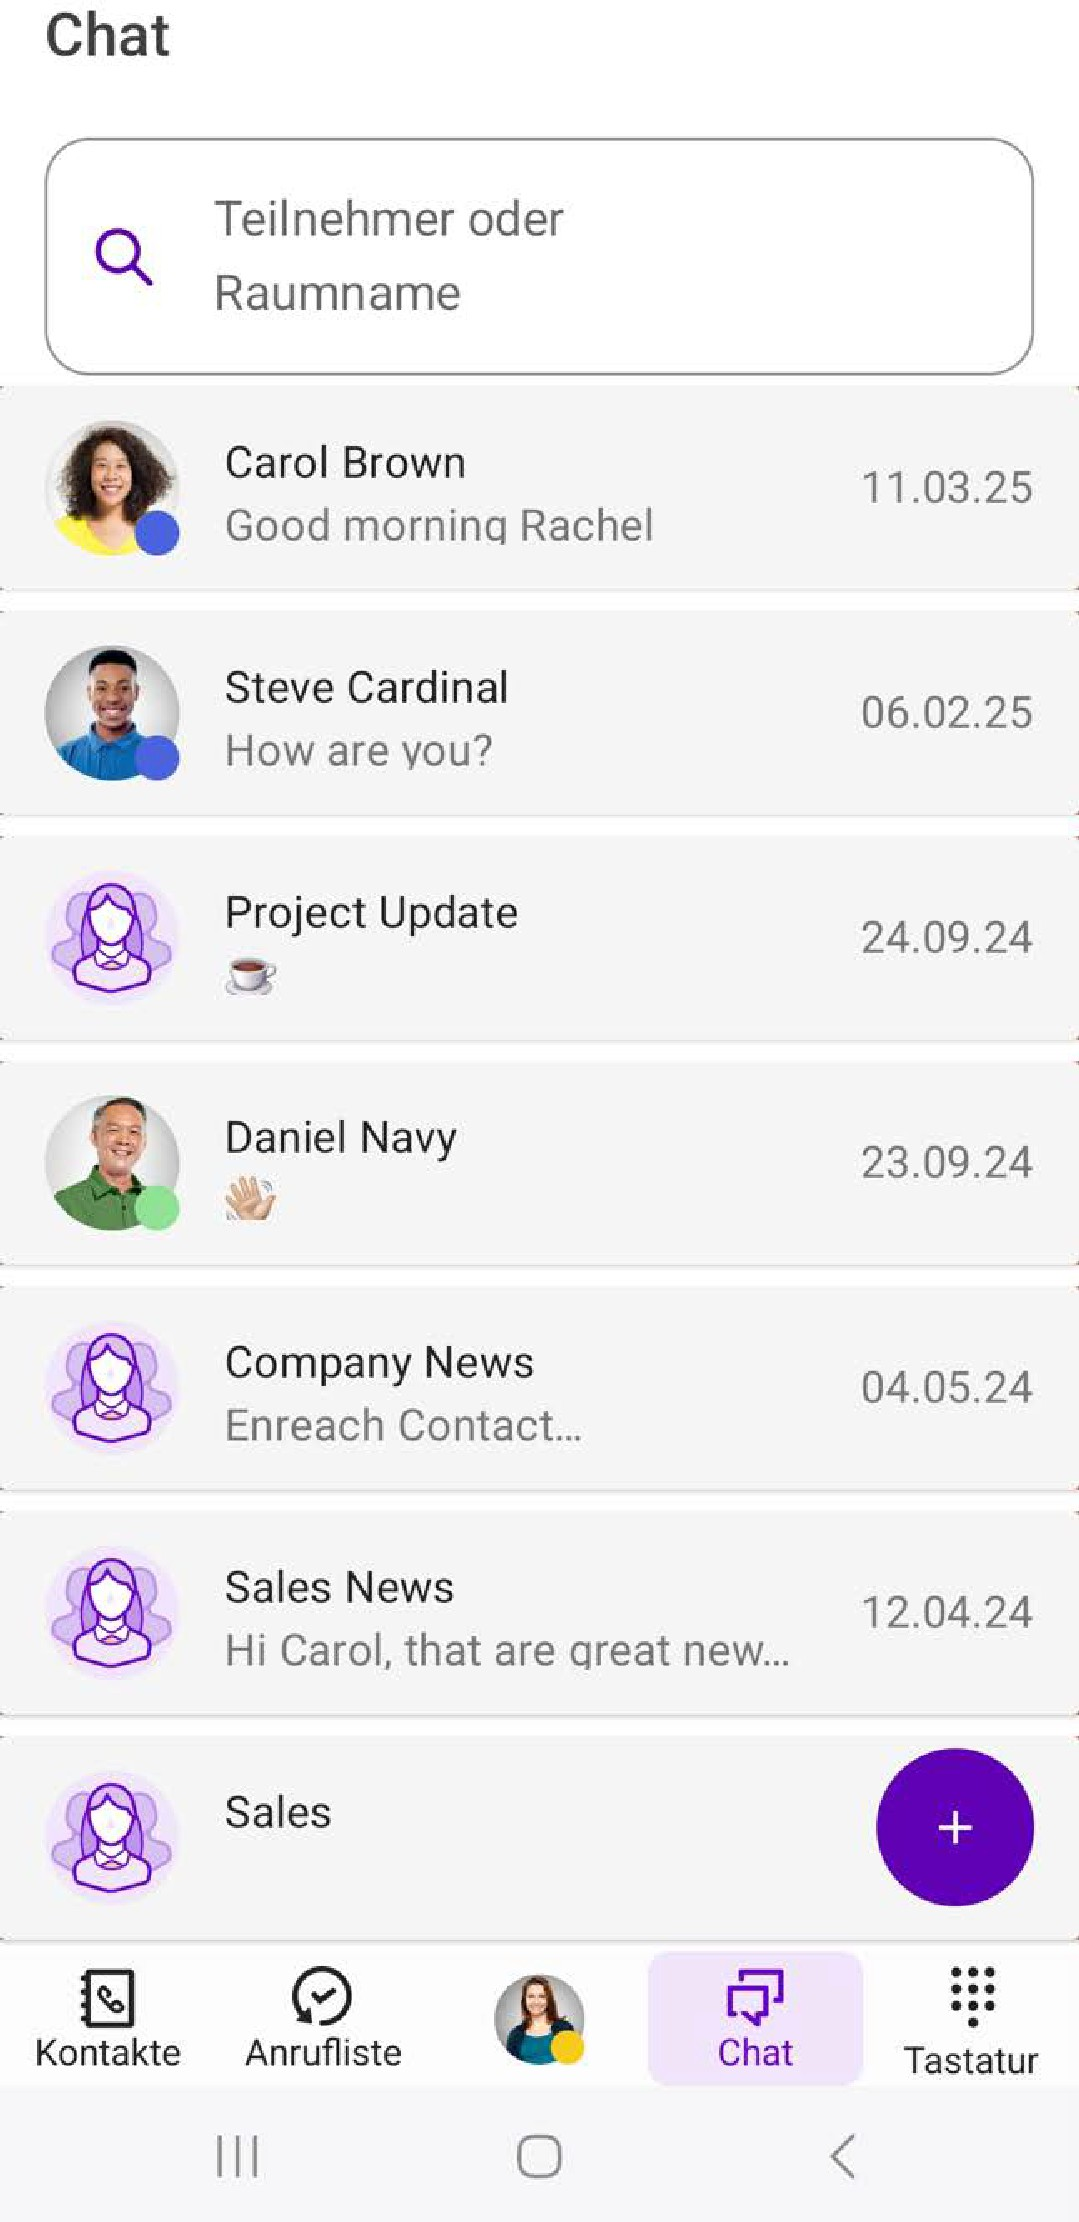 Chat
Teilnehmer oder
Raumname
Carol Brown
11.03.25
Good morning Rachel
Steve Cardinal
06.02.25
How are you?
Project Update
24.09.24
Daniel Navy
23.09.24
Company News
04.05.24
Enreach Contact...
Sales News
12.04.24
Hi Carol, that are great new...
Sales
+
Kontakte
Anrufliste
Chat
Tastatur